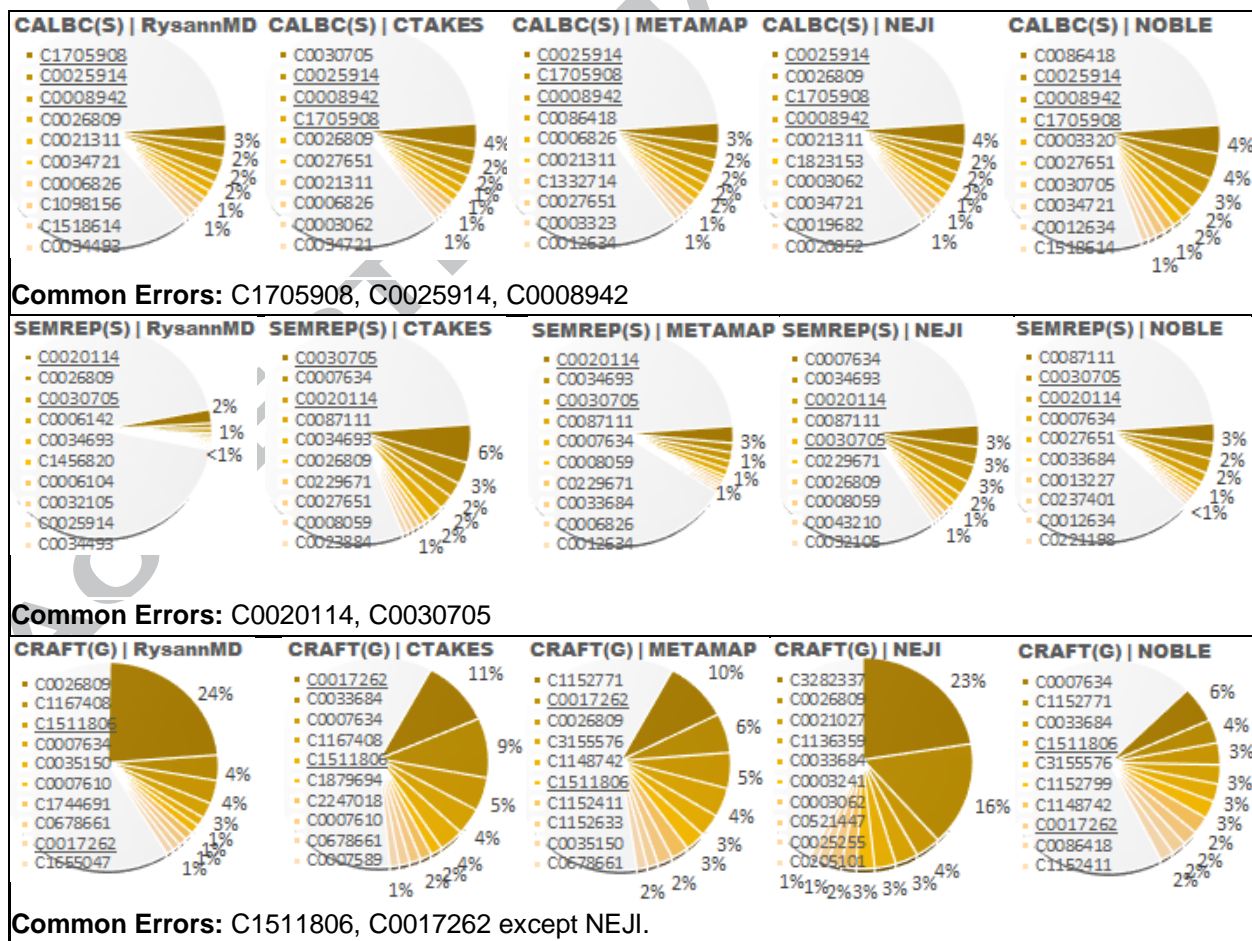 CALBC(S) | RysannMD
C1705908
C0025914
C0008942
C0026809
C0021311
C0034721
C0006826
C1098156
C1518614
C0034493
3%
2%
2%
2%
1%
1%
CALBC(S) | CTAKES
C0030705
C0025914
C0008942
C1705908
C0026809
C0027651
C0021311
C0006826
C0003062
C0034721
4%
2%
2%
1%
1%
1%
1%
CALBC(S) | METAMAP
C0025914
C1705908
C0008942
C0086418
C0006826
C0021311
C1332714
C0027651
C0003323
C0012634
3%
2%
2%
2%
2%
1%
1%
CALBC(S) | NEJI
C0025914
C0026809
C1705908
C0008942
C0021311
C1823153
C0003062
C0034721
C0019682
C0020852
4%
2%
2%
1%
1%
1%
1%
CALBC(S) | NOBLE
C0086418
C0025914
C0008942
C1705908
C0003320
C0027651
C0030705
C0034721
C0012634
C1518614
4%
4%
3%
2%
2%
1%
1%
Common Errors: C1705908, C0025914, C0008942
SEMREP(S) | RysannMD
C0020114
C0026809
C0030705
C0006142
C0034693
C1456820
C0006104
C0032105
C0025914
C0034493
2%
1%
<1%
SEMREP(S) | CTAKES
C0030705
C0007634
C0020114
C0087111
C0034693
C0026809
C0229671
C0027651
C0008059
C0023884
6%
3%
2%
2%
2%
1%
SEMREP(S) | METAMAP
C0020114
C0034693
C0030705
C0087111
C0007634
C0008059
C0229671
C0033684
C0006826
C0012634
3%
1%
1%
1%
SEMREP(S) | NEJI
C0007634
C0034693
C0020114
C0087111
C0030705
C0229671
C0026809
C0008059
C0043210
C0032105
3%
3%
3%
2%
1%
1%
SEMREP(S) | NOBLE
C0087111
C0030705
C0020114
C0007634
C0027651
C0033684
C0013227
C0237401
C0012634
C0221198
3%
2%
2%
1%
<1%
Common Errors: C0020114, C0030705
CRAFT(G) | RysannMD
C0026809
C1167408
C1511806
C0007634
C0035150
C0007610
C1744691
C0678661
C0017262
C1655047
24%
4%
4%
3%
1%
1%
1%
1%
CRAFT(G) | CTAKES
C0017262
C0033684
C0007634
C1167408
C1511806
C1879694
C2247018
C0007610
C0678661
C0007589
11%
9%
5%
4%
4%
2%
2%
1%
CRAFT(G) | METAMAP
C1152771
C0017262
C0026809
C3155576
C1148742
C1511806
C1152411
C1152633
C0035150
C0678661
10%
6%
5%
4%
3%
3%
2%
2%
CRAFT(G) | NEJI
C3282337
C0026809
C0021027
C1136359
C0033684
C0003241
C0003062
C0521447
C0025255
C0205101
23%
16%
4%
3%
3%
3%
2%
1%
1%
CRAFT(G) | NOBLE
C0007634
C1152771
C0033684
C1511806
C3155576
C1152799
C1148742
C0017262
C0086418
C1152411
6%
4%
3%
3%
3%
3%
2%
2%
2%
2%
Common Errors: C1511806, C0017262 except NEJI.